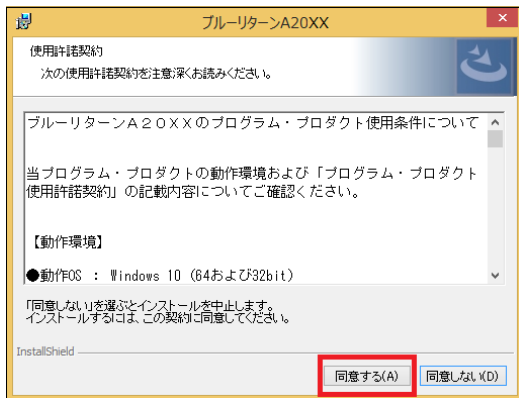 ブルーリターンA20XX
使用許諾契約
次の使用許諾契約を注意深くお読みください。
ブルーリターンA20XXのプログラム・プロダクト使用条件について
当プログラム・プロダクトの動作環境および「プログラム・プロダクト
使用許諾契約」の記載内容についてご確認ください。
【動作環境】
●動作OS : Windows 10 (64および32bit)
「同意しない」を選ぶとインストールを中止します。
インストールするには、この契約に同意してください。
InstallShield
同意する(A)
同意しない(D)